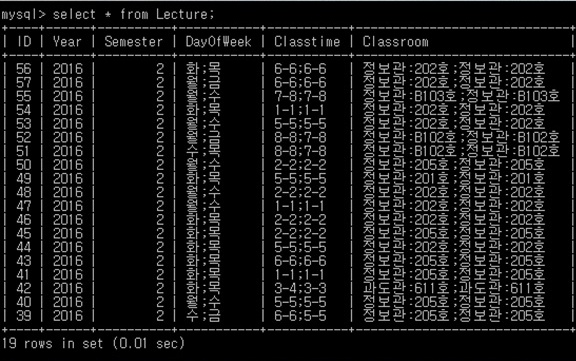 mysql> select * from Lecture;
| ID | Year | Semester | DayOfWeek | Classtime | Classroom |
| 56 | 2016 | 2 | 화;목 | 6-6;6-6 | 정보관:202호;정보관:202호 |
| 57 | 2016 | 2 | | 6-6;6-6 | 정보관:202호;정보관:202호 |
| 55 | 2016 | 2 | 월;수 | 7-8;7-8 | 정보관:B103호;정보관:B103호 |
| 54 | 2016 | 2 | 화;목 | 1-1;1-1 | 정보관:202호;정보관:202호 |
| 53 | 2016 | 2 | 월;수 | 5-5;5-5 | 정보관:202호;정보관:202호 |
| 52 | 2016 | 2 | | 8-8;7-8 | 정보관:B102호;정보관:B102호 |
| 51 | 2016 | 2 | | 8-8;7-8 | 정보관:B102호;정보관:B102호 |
| 50 | 2016 | 2 | 월;수 | 2-2;2-2 | 정보관:205호;정보관:205호 |
| 49 | 2016 | 2 | 화;목 | 5-5;5-5 | 정보관:201호;정보관:201호 |
| 48 | 2016 | 2 | 월;수 | 2-2;2-2 | 정보관:202호;정보관:202호 |
| 47 | 2016 | 2 | 월;수 | 1-1;1-1 | 정보관:202호;정보관:202호 |
| 46 | 2016 | 2 | 화;목 | 2-2;2-2 | 정보관:202호;정보관:202호 |
| 45 | 2016 | 2 | 월;수 | 2-2;2-2 | 정보관:205호;정보관:205호 |
| 44 | 2016 | 2 | 화;목 | 5-5;5-5 | 정보관:202호;정보관:202호 |
| 43 | 2016 | 2 | 화;목 | 6-6;6-6 | 정보관:205호;정보관:205호 |
| 41 | 2016 | 2 | 화;목 | 1-1;1-1 | 정보관:205호;정보관:205호 |
| 42 | 2016 | 2 | 화;목 | 3-4;3-3 | 과도관:611호;과도관:611호 |
| 40 | 2016 | 2 | 월;수 | 5-5;5-5 | 정보관:205호;정보관:205호 |
| 39 | 2016 | 2 | 수;금 | 6-6;5-5 | 정보관:205호;정보관:205호 |
19 rows in set (0.01 sec)